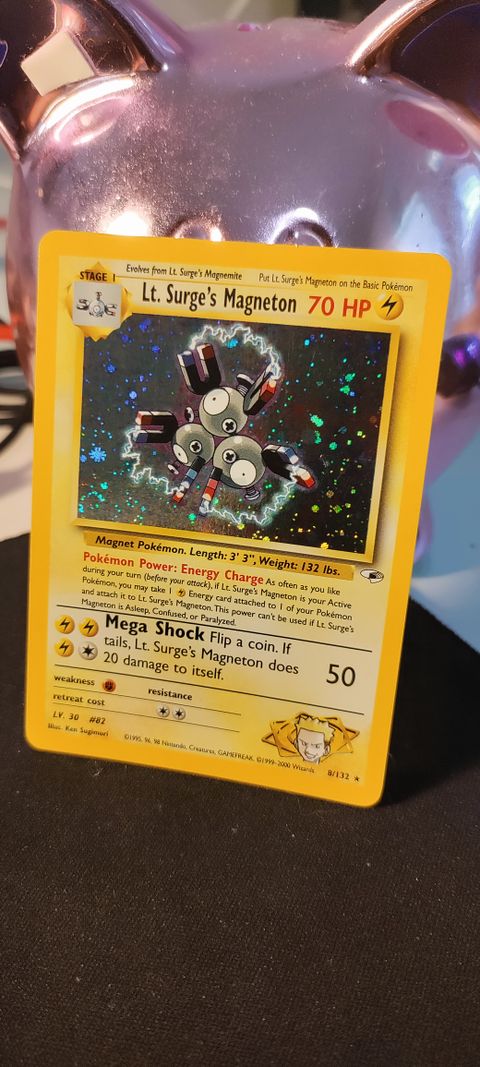 STAGE 1
Evolves from Lt. Surge's Magnemite
Put Lt. Surge's Magneton on the Basic Pokémon
Lt. Surge's Magneton 70 HP
Magnet Pokémon. Length: 3' 3", Weight: 132 lbs.
Pokémon Power: Energy Charge As often as you like
during your turn (before your attack), if Lt. Surge's Magneton is your Active
Pokémon, you may take 1 Energy card attached to 1 of your Pokémon
and attach it to Lt. Surge's Magneton. This power can't be used if Lt. Surge's
Magneton is Asleep, Confused, or Paralyzed.
Mega Shock Flip a coin. If
tails, Lt. Surge's Magneton does
20 damage to itself.
50
weakness
resistance
retreat cost
LV. 30 #82
Illus. Ken Sugimori
©1995, 96, 98 Nintendo, Creatures, GAMEFREAK. ©1999-2000 Wizards.
8/132 ★